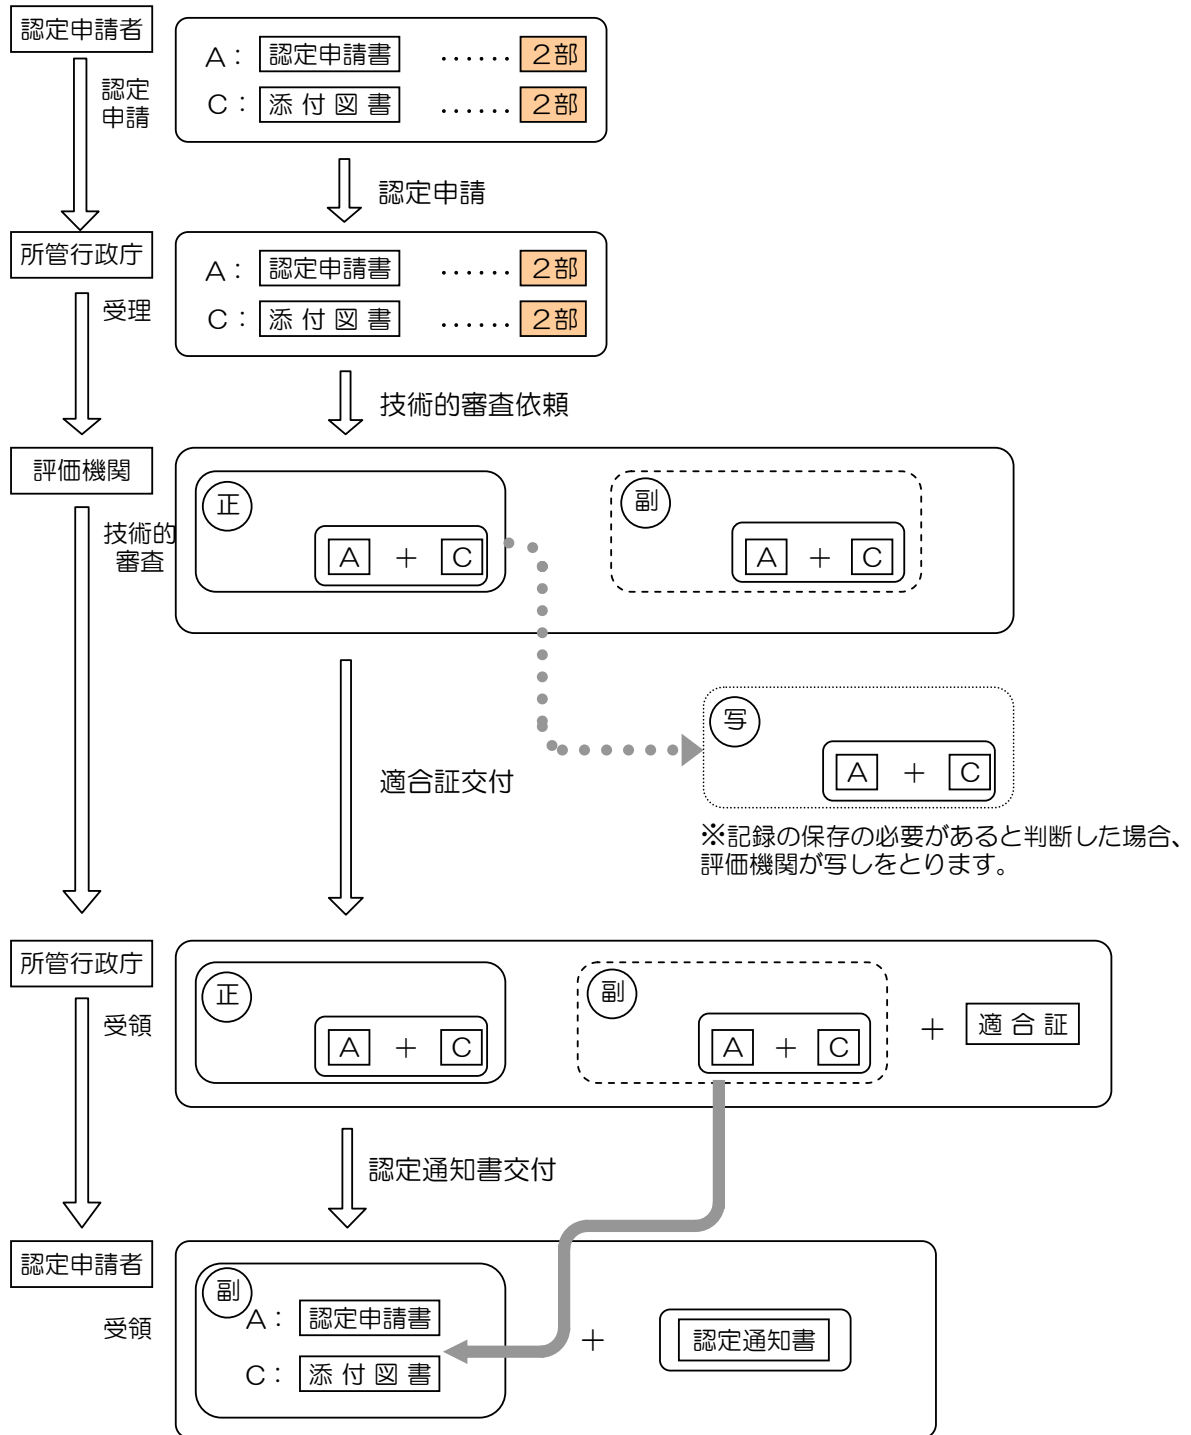 認定申請者
A： 認定申請書 …… 2部
認定
申請
C： 添付図書 …… 2部
認定申請
所管行政庁
A： 認定申請書 …… 2部
受理
C： 添付図書 …… 2部
技術的審査依頼
評価機関
正
副
技術的
審査
A + C
A + C
写
A + C
適合証交付
※記録の保存の必要があると判断した場合、
評価機関が写しをとります。
所管行政庁
正
副
受領
A + C
A + C
+ 適合証
認定通知書交付
認定申請者
副
受領
A： 認定申請書
C： 添付図書
+ 認定通知書